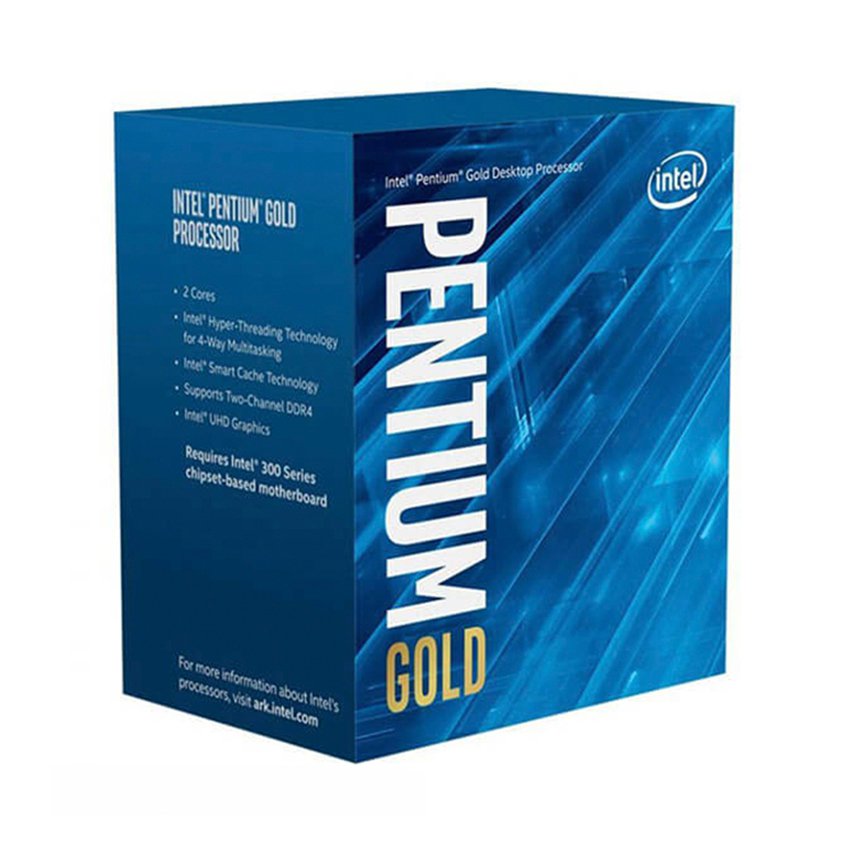 INTEL® PENTIUM® GOLD
PROCESSOR
• 2 Cores
• Intel® Hyper-Threading Technology
for 4-Way Multitasking
• Intel® Smart Cache Technology
• Supports Two-Channel DDR4
• Intel® UHD Graphics
Requires Intel® 300 Series
chipset-based motherboard
For more information about Intel's
processors, visit ark.intel.com
Intel® Pentium® Gold Desktop Processor
intel
PENTIUM
GOLD